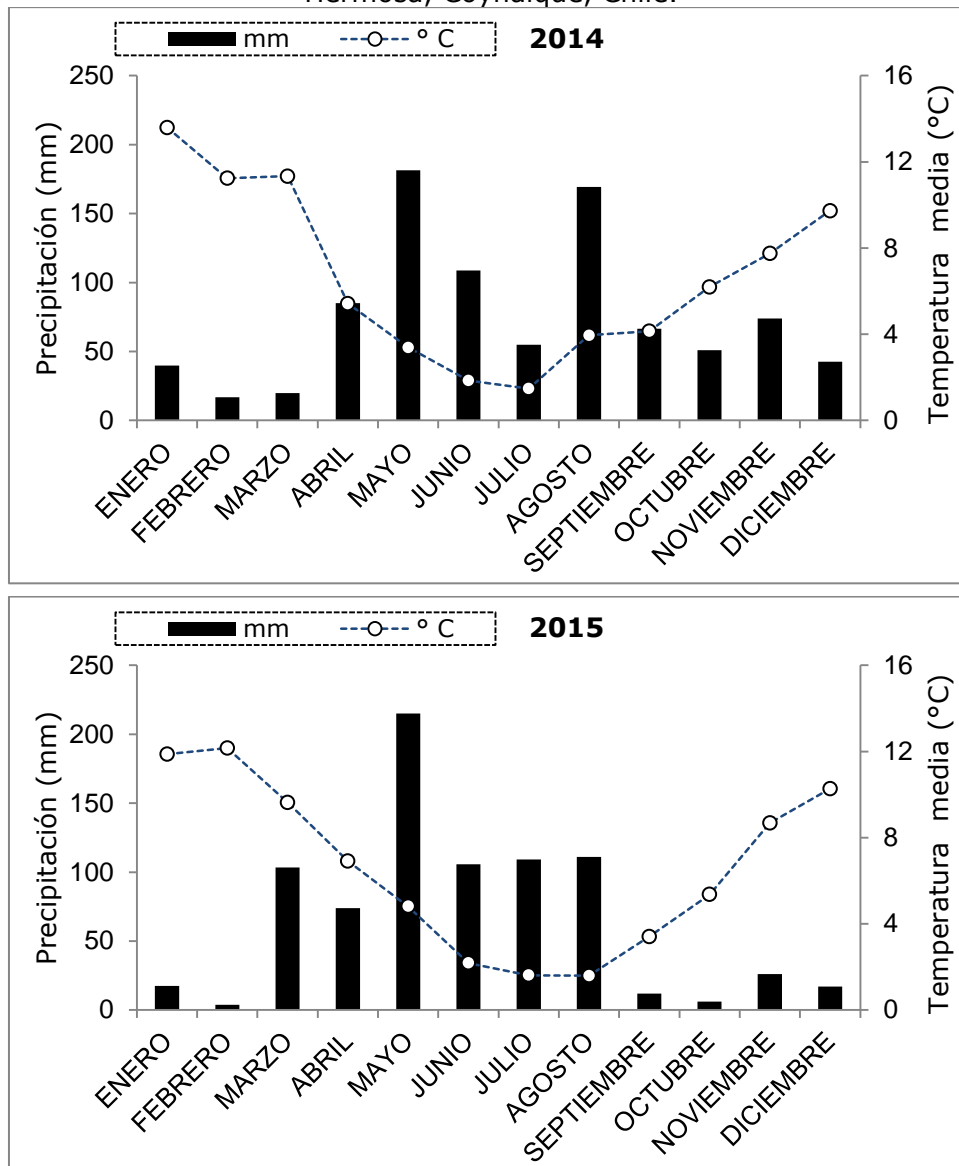 Hermosa, Coyhaique, Chile.
mm ° C 2014
250
200
150
100
50
0
Precipitación (mm)
16
12
8
4
0
Temperatura media (°C)
ENERO
FEBRERO
MARZO
ABRIL
MAYO
JUNIO
JULIO
AGOSTO
SEPTIEMBRE
OCTUBRE
NOVIEMBRE
DICIEMBRE
mm ° C 2015
250
200
150
100
50
0
Precipitación (mm)
16
12
8
4
0
Temperatura media (°C)
ENERO
FEBRERO
MARZO
ABRIL
MAYO
JUNIO
JULIO
AGOSTO
SEPTIEMBRE
OCTUBRE
NOVIEMBRE
DICIEMBRE